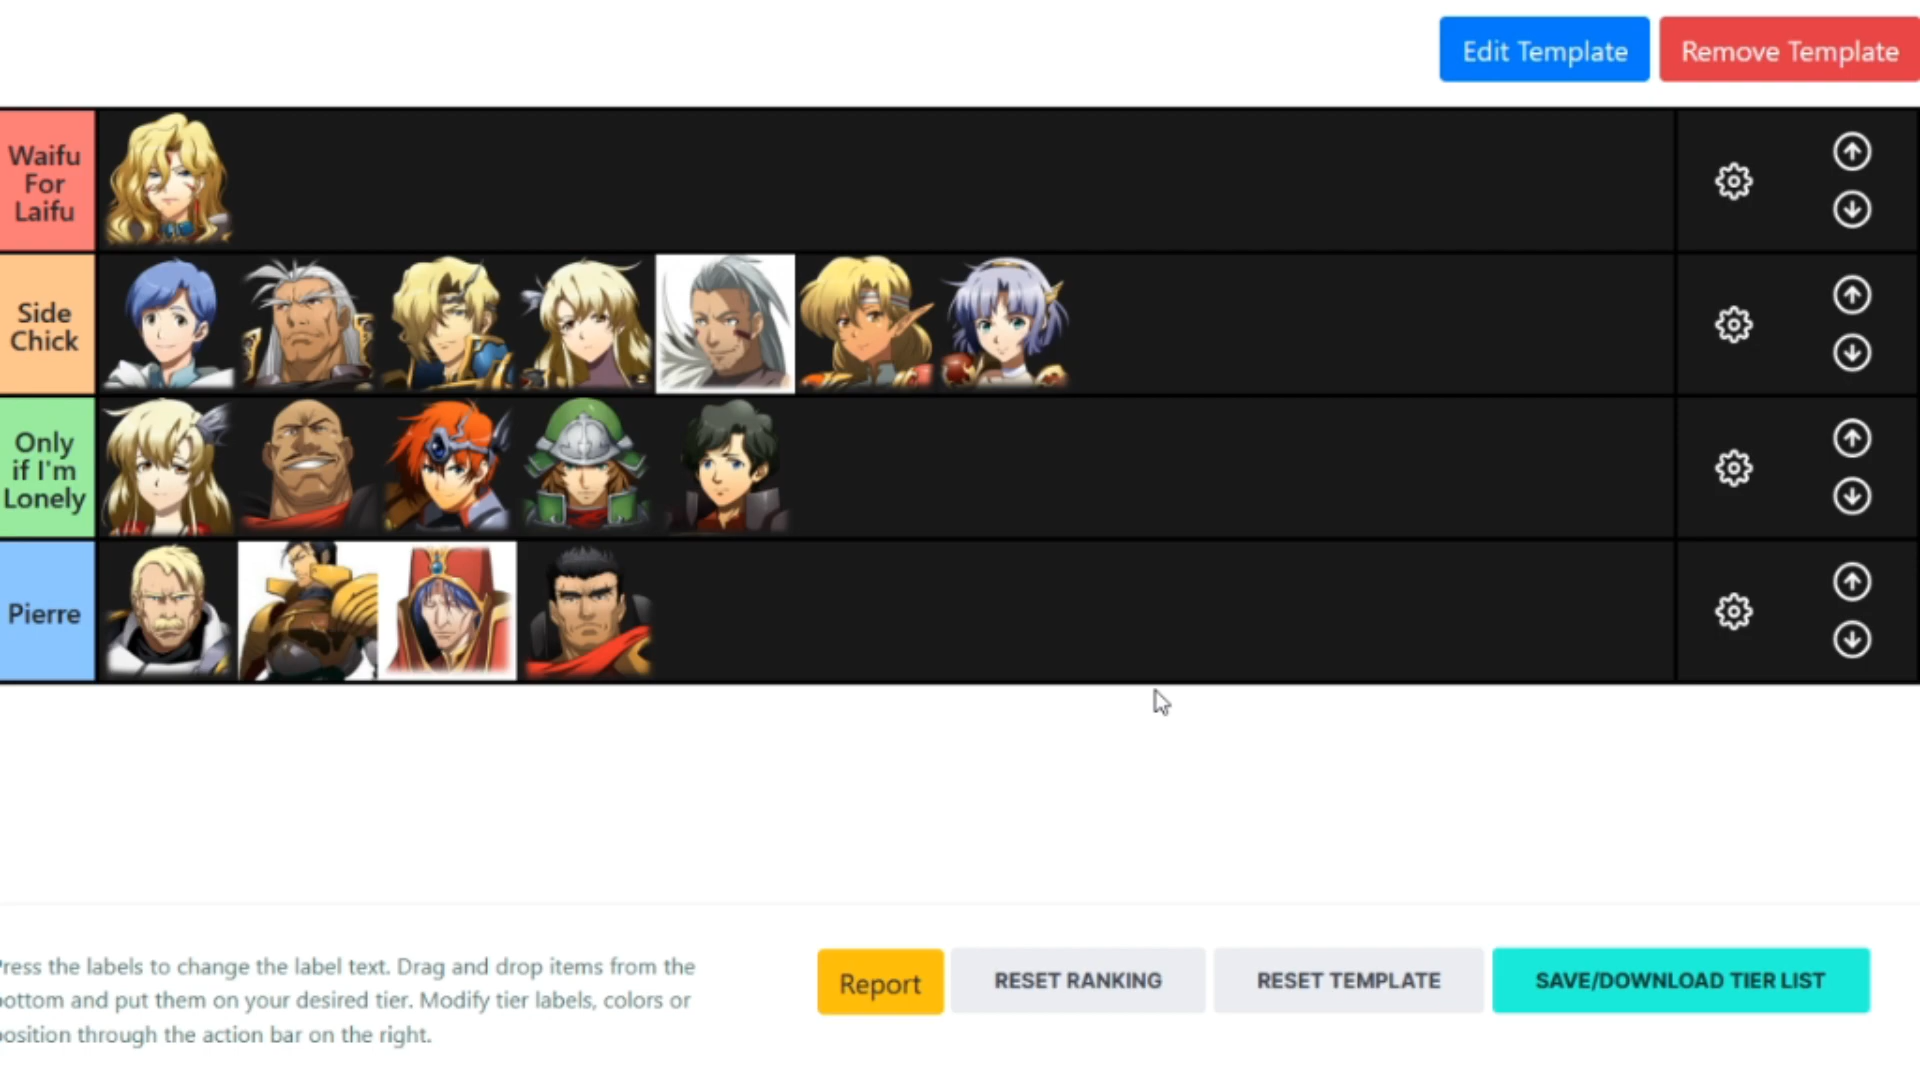 Edit Template
Remove Template
Waifu
For
Laifu
Side
Chick
Only
if I'm
Lonely
Pierre
ress the labels to change the label text. Drag and drop items from the
ottom and put them on your desired tier. Modify tier labels, colors or
osition through the action bar on the right.
Report
RESET RANKING
RESET TEMPLATE
SAVE/DOWNLOAD TIER LIST